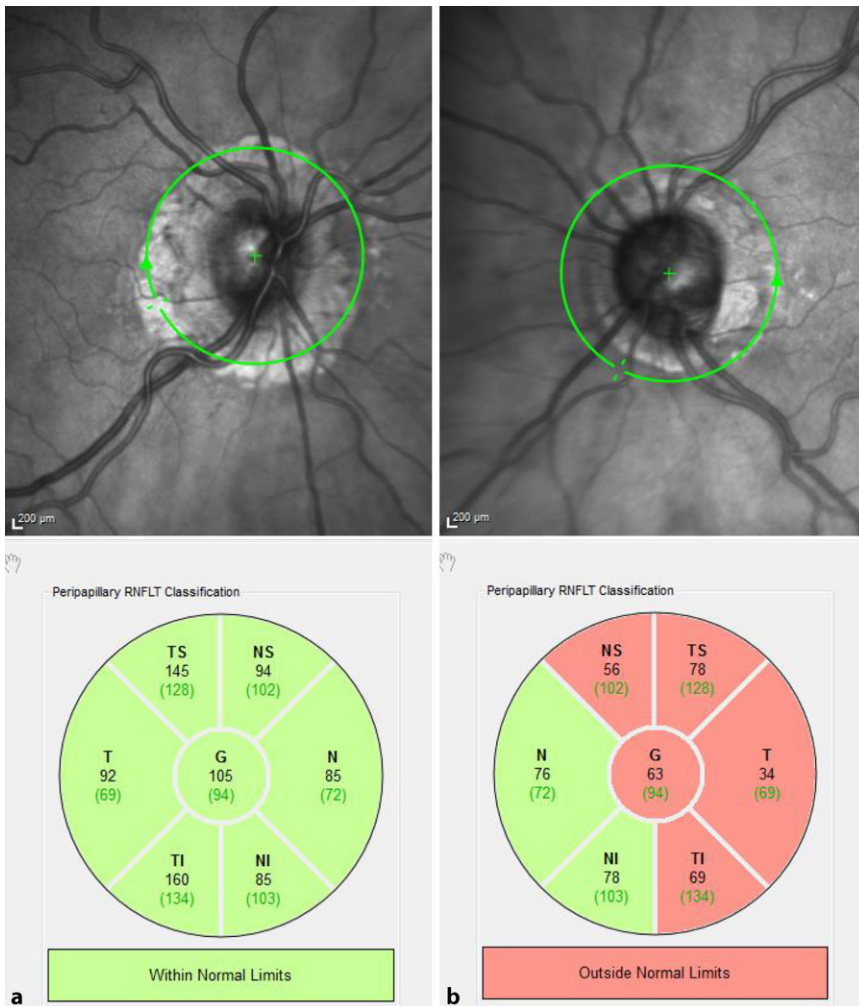 200 µm
200 µm
Peripapillary RNFLT Classification
TS
145
(128)
NS
94
(102)
T
92
(69)
G
105
(94)
N
85
(72)
TI
160
(134)
NI
85
(103)
Within Normal Limits
a
Peripapillary RNFLT Classification
NS
56
(102)
TS
78
(128)
N
76
(72)
G
63
(94)
T
34
(69)
NI
78
(103)
TI
69
(134)
Outside Normal Limits
b